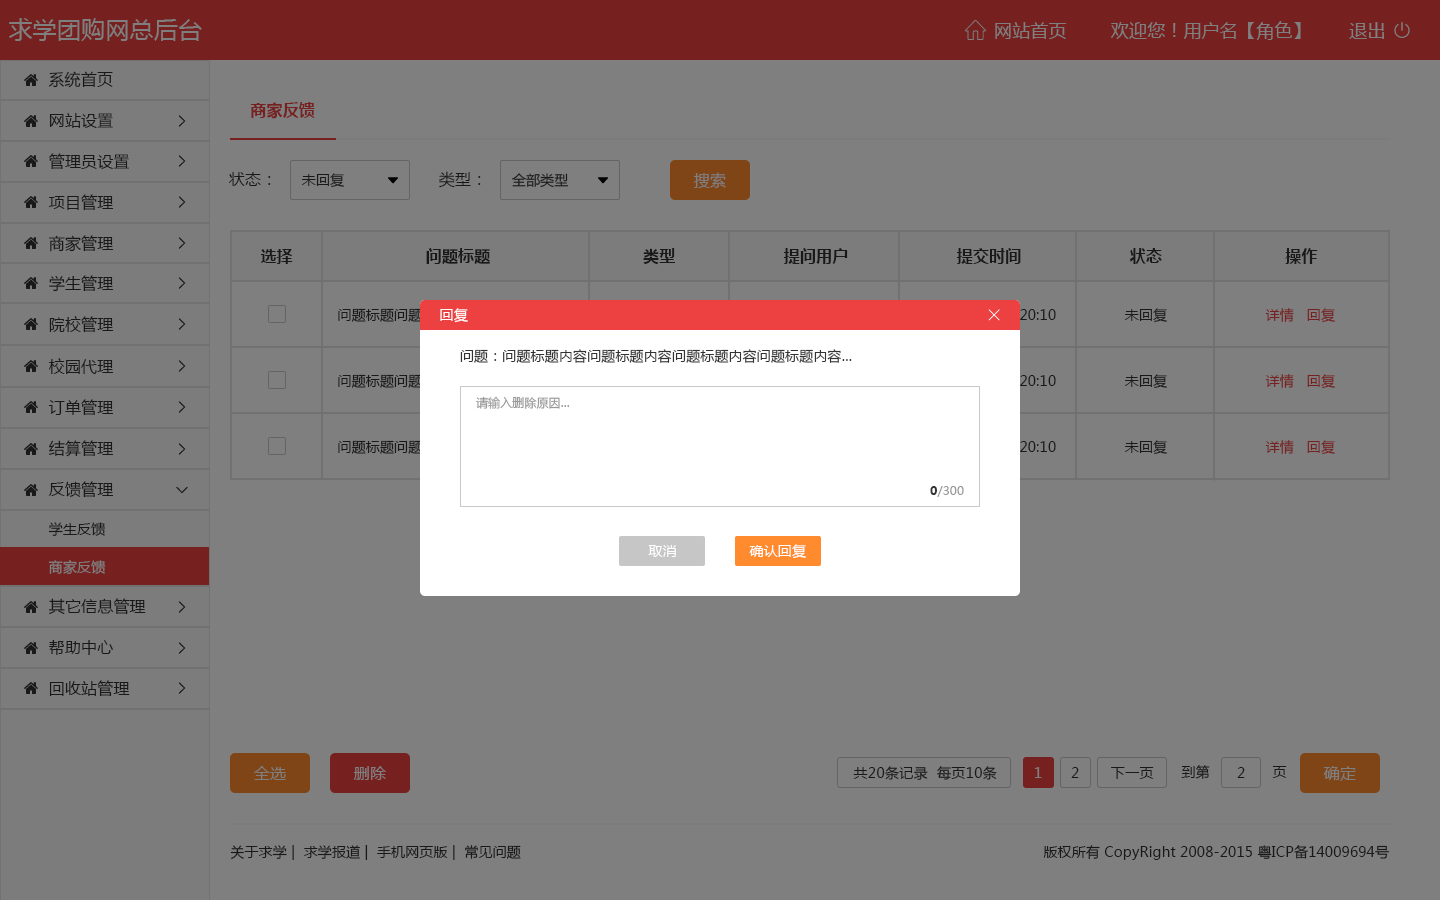 求学团购网总后台
网站首页
欢迎您！用户名【角色】
退出
系统首页
网站设置
管理员设置
项目管理
商家管理
学生管理
院校管理
校园代理
订单管理
结算管理
反馈管理
学生反馈
商家反馈
其它信息管理
帮助中心
回收站管理
商家反馈
状态： 未回复 类型： 全部类型 搜索
选择 问题标题 类型 提问用户 提交时间 状态 操作
问题标题问题 20:10 未回复 详情 回复
问题标题问题 20:10 未回复 详情 回复
问题标题问题 20:10 未回复 详情 回复
回复
问题：问题标题内容问题标题内容问题标题内容问题标题内容...
请输入删除原因...
0/300
取消 确认回复
全选 删除 共20条记录 每页10条 1 2 下一页 到第 2 页 确定
关于求学 | 求学报道 | 手机网页版 | 常见问题
版权所有 CopyRight 2008-2015 粤ICP备14009694号